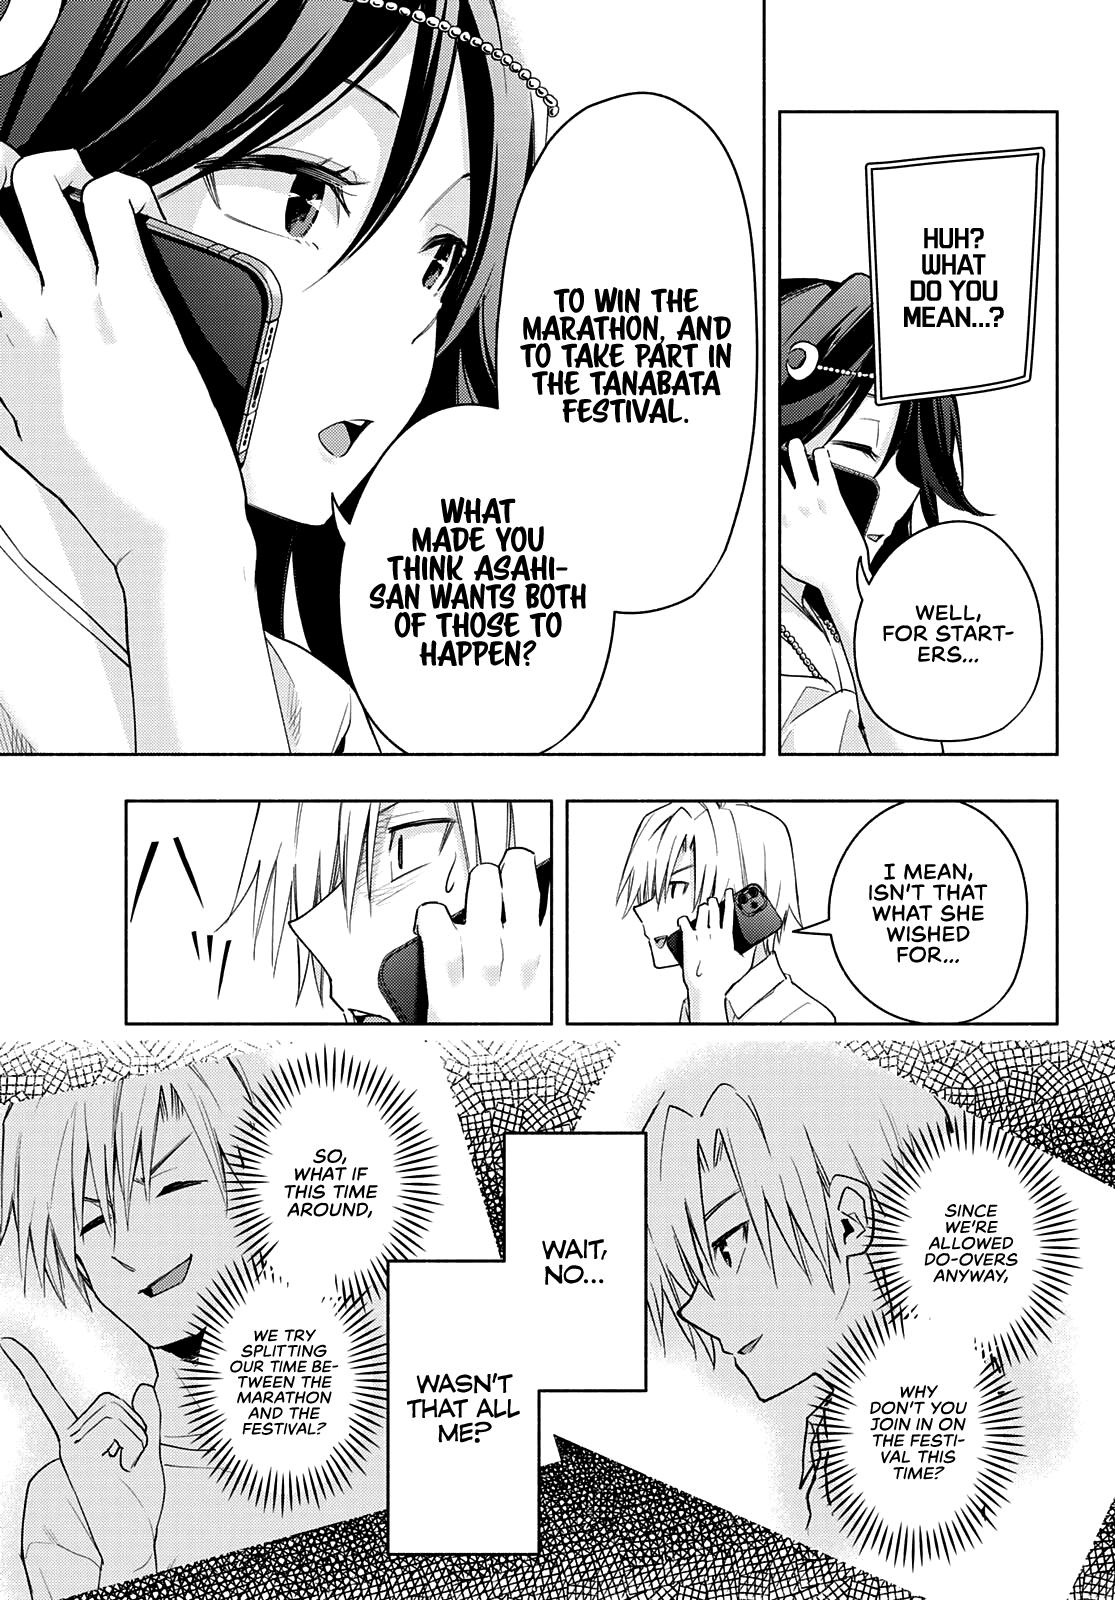 HUH?
WHAT
DO YOU
MEAN...?
WELL,
FOR START-
ERS...
TO WIN THE
MARATHON, AND
TO TAKE PART IN
THE TANABATA
FESTIVAL.
WHAT
MADE YOU
THINK ASAHI-
SAN WANTS BOTH
OF THOSE TO
HAPPEN?
I MEAN,
ISN'T THAT
WHAT SHE
WISHED
FOR...
SINCE
WE'RE
ALLOWED
DO-OVERS
ANYWAY,
WHY
DON'T YOU
JOIN IN ON
THE FESTI-
VAL THIS
TIME?
WAIT,
NO...
WASN'T
THAT ALL
ME?
SO,
WHAT IF
THIS TIME
AROUND,
WE TRY
SPLITTING
OUR TIME BE-
TWEEN THE
MARATHON
AND THE
FESTIVAL?